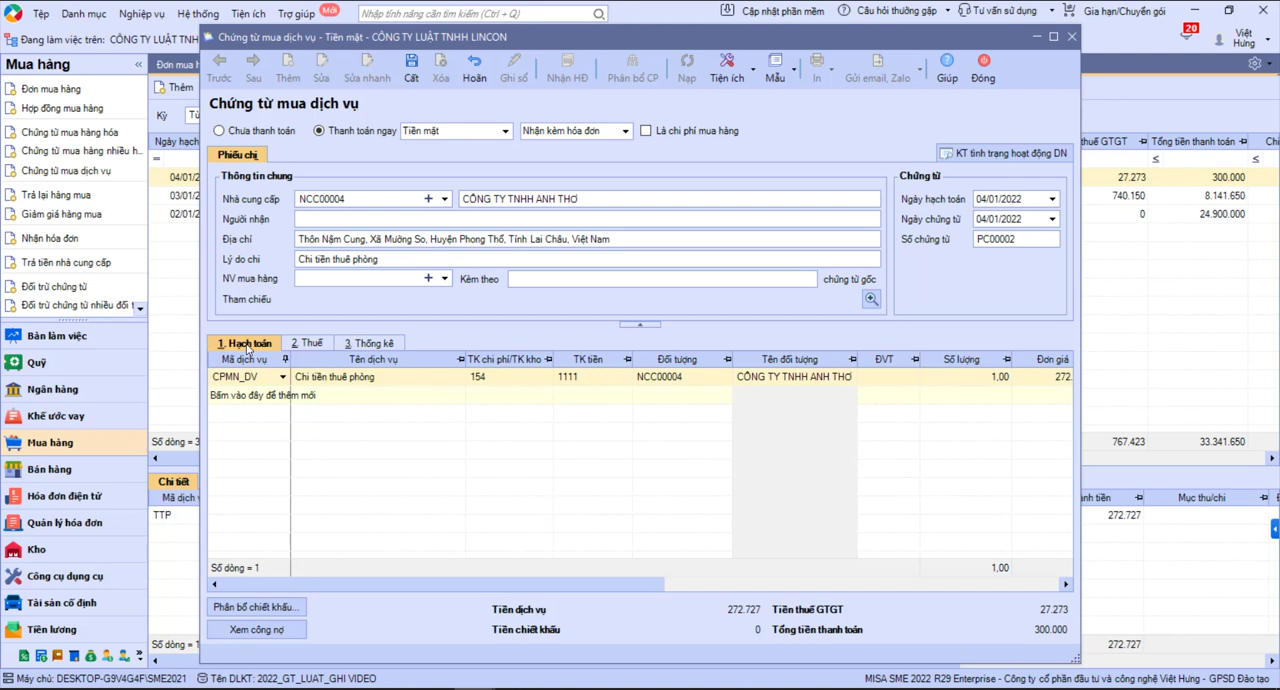 Tệp Danh mục Nghiệp vụ Hệ thống Tiện ích Trợ giúp Mới Nhập tính năng cần tìm kiếm (Ctrl + Q) Cập nhật phần mềm Câu hỏi thường gặp Tư vấn sử dụng Gia hạn/Chuyển gói
Đang làm việc trên: CÔNG TY LUẬT TNH
20 Việt Hưng
Chứng từ mua dịch vụ - Tiền mặt - CÔNG TY LUẬT TNHH LINCON
Mua hàng
Đơn mua h
Trước Sau Thêm Sửa Sửa nhanh Cất Xóa Hoãn Ghi sổ Nhận HĐ Phân bổ CP Nạp Tiện ích Mẫu In Gửi email, Zalo Giúp Đóng
Thêm
Kỳ
Ngày hạch
=
04/01/2
03/01/2
02/01/2
Đơn mua hàng
Hợp đồng mua hàng
Chứng từ mua hàng hóa
Chứng từ mua hàng nhiều h...
Chứng từ mua dịch vụ
Trả lại hàng mua
Giảm giá hàng mua
Nhận hóa đơn
Trả tiền nhà cung cấp
Đối trừ chứng từ
Đối trừ chứng từ nhiều đối t
Bàn làm việc
Quỹ
Ngân hàng
Khế ước vay
Mua hàng
Bán hàng
Hóa đơn điện tử
Quản lý hóa đơn
Kho
Công cụ dụng cụ
Tài sản cố định
Tiền lương
Chứng từ mua dịch vụ
Chưa thanh toán Thanh toán ngay Tiền mặt Nhận kèm hóa đơn Là chi phí mua hàng
Phiếu chi KT tình trạng hoạt động DN
Thông tin chung
Nhà cung cấp NCC00004 CÔNG TY TNHH ANH THƠ
Người nhận
Địa chỉ Thôn Nậm Cung, Xã Mường So, Huyện Phong Thổ, Tỉnh Lai Châu, Việt Nam
Lý do chi Chi tiền thuê phòng
NV mua hàng Kèm theo chứng từ gốc
Tham chiếu
Chứng từ
Ngày hạch toán 04/01/2022
Ngày chứng từ 04/01/2022
Số chứng từ PC00002
1. Hạch toán 2. Thuế 3. Thống kê
Mã dịch vụ Tên dịch vụ TK chi phí/TK kho TK tiền Đối tượng Tên đối tượng ĐVT Số lượng Đơn giá
CPMN_DV Chi tiền thuê phòng 154 1111 NCC00004 CÔNG TY TNHH ANH THƠ 1,00 272.
Bấm vào đây để thêm mới
Số dòng = 1 1,00
Phân bổ chiết khấu... Tiền dịch vụ 272.727 Tiền thuế GTGT 27.273
Xem công nợ Tiền chiết khấu 0 Tổng tiền thanh toán 300.000
thuế GTGT Tổng tiền thanh toán Chi
≤ ≤
27.273 300.000
740.150 8.141.650
0 24.900.000
Số dòng = 3 767.423 33.341.650
Chi tiết
Mã dịch v ành tiền Mục thu/chi
TTP 272.727
Số dòng = 1 272.727
Máy chủ: DESKTOP-G9V4G4F\SME2021 Tên DLKT: 2022_GT_LUAT_GHI VIDEO MISA SME 2022 R29 Enterprise - Công ty cổ phần đầu tư và công nghệ Việt Hưng - GPSD Đào tạo